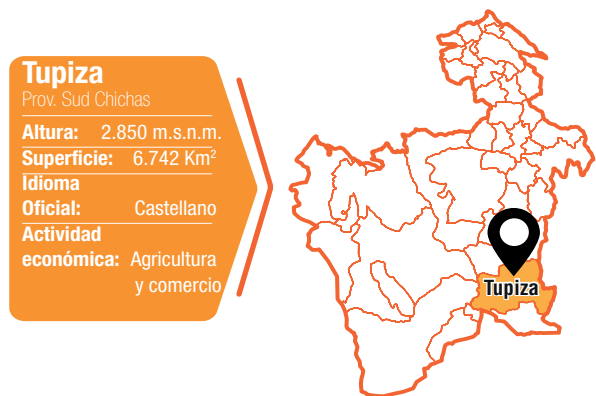 Tupiza
Prov. Sud Chichas
Altura: 2.850 m.s.n.m.
Superficie: 6.742 Km²
Idioma
Oficial: Castellano
Actividad
económica: Agricultura
y comercio
Tupiza